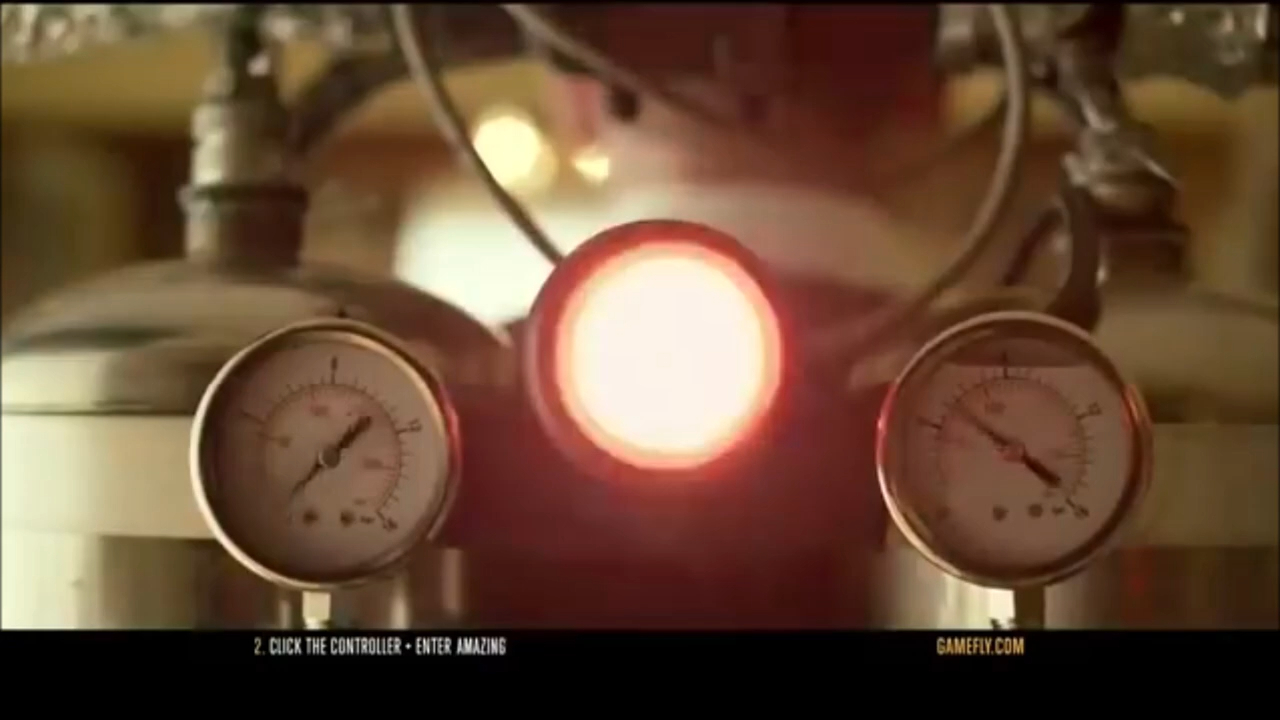 2. CLICK THE CONTROLLER + ENTER AMAZING
GAMEFLY.COM